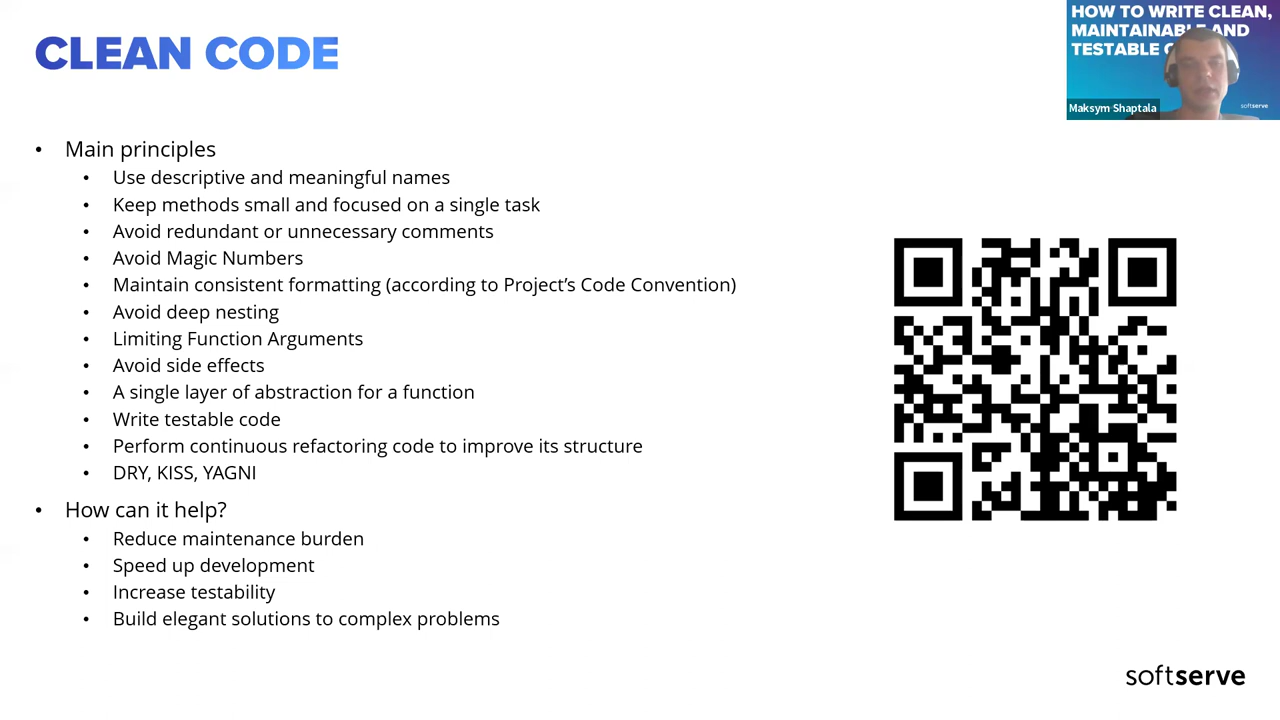 CLEAN CODE
HOW TO WRITE CLEAN,
MAINTAINABLE AND
TESTABLE
Maksym Shaptala
softserve
Main principles
Use descriptive and meaningful names
Keep methods small and focused on a single task
Avoid redundant or unnecessary comments
Avoid Magic Numbers
Maintain consistent formatting (according to Project’s Code Convention)
Avoid deep nesting
Limiting Function Arguments
Avoid side effects
A single layer of abstraction for a function
Write testable code
Perform continuous refactoring code to improve its structure
DRY, KISS, YAGNI
How can it help?
Reduce maintenance burden
Speed up development
Increase testability
Build elegant solutions to complex problems
softserve